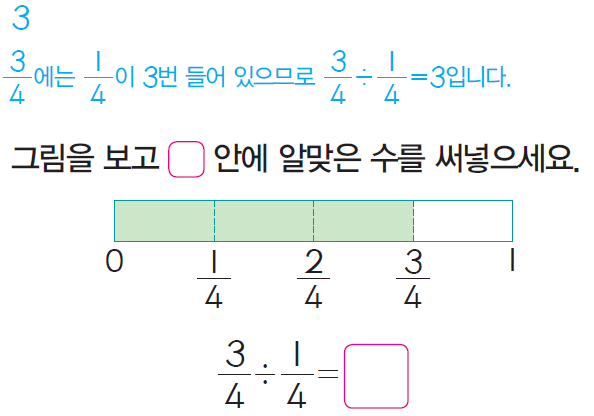 3
3/4에는 1/4이 3번 들어 있으므로 3/4÷1/4=3입니다.
그림을 보고 □ 안에 알맞은 수를 써넣으세요.
0 1/4 2/4 3/4 1
3/4÷1/4=□